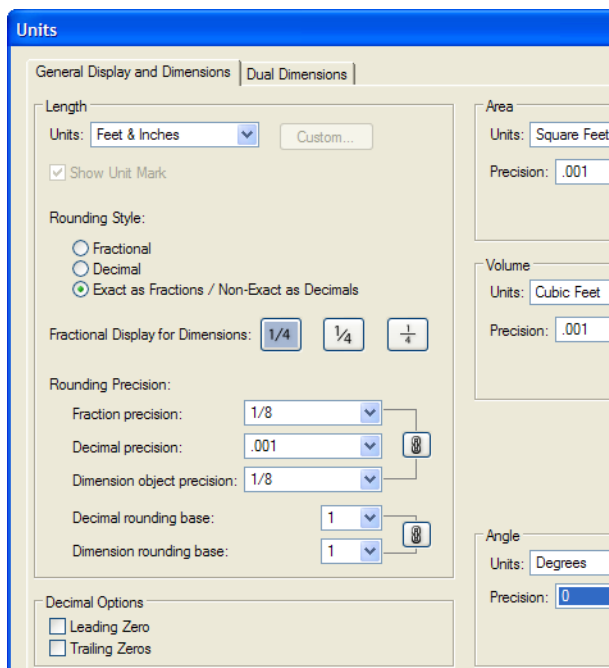 Units
General Display and Dimensions
Dual Dimensions
Length
Units: Feet & Inches
Custom...
Show Unit Mark
Rounding Style:
Fractional
Decimal
Exact as Fractions / Non-Exact as Decimals
Fractional Display for Dimensions: 1/4 1/4 1/4
Rounding Precision:
Fraction precision: 1/8
Decimal precision: .001
Dimension object precision: 1/8
Decimal rounding base: 1
Dimension rounding base: 1
Decimal Options
Leading Zero
Trailing Zeros
Area
Units: Square Feet
Precision: .001
Volume
Units: Cubic Feet
Precision: .001
Angle
Units: Degrees
Precision: 0